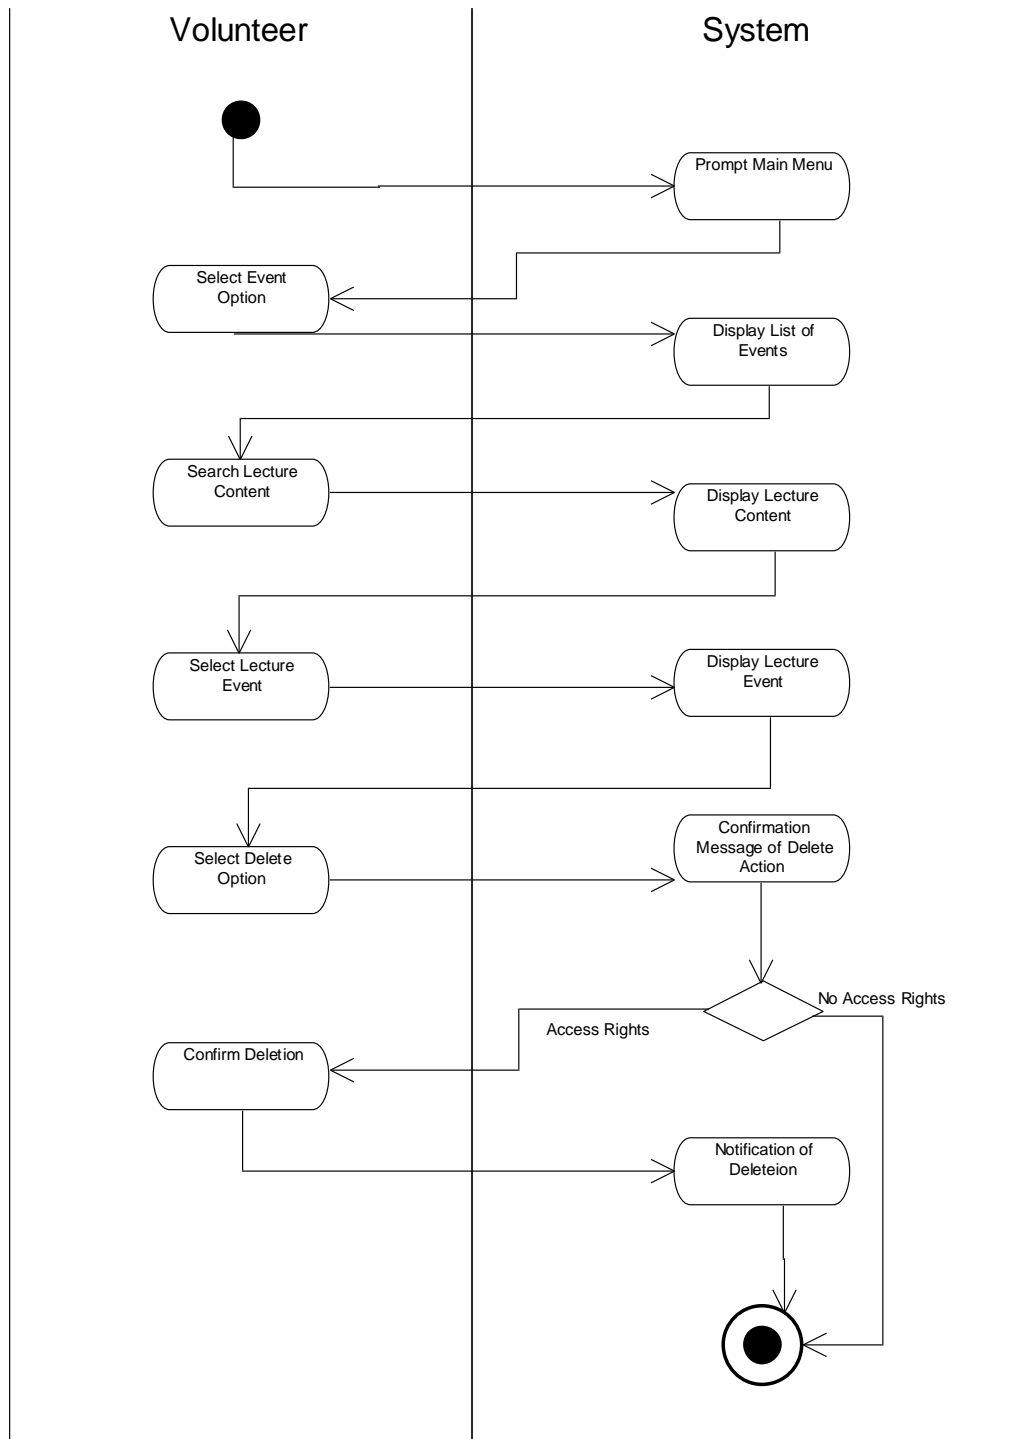 Volunteer
System
Prompt Main Menu
Select Event
Option
Display List of
Events
Search Lecture
Content
Display Lecture
Content
Select Lecture
Event
Display Lecture
Event
Confirmation
Message of Delete
Action
Select Delete
Option
No Access Rights
Access Rights
Confirm Deletion
Notification of
Deleteion